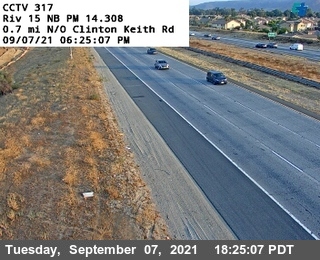 CCTV 317
Riv 15 NB PM 14.308
0.7 mi N/O Clinton Keith Rd
09/07/21 06:25:07 PM
Tuesday, September 07, 2021 18:25:07 PDT